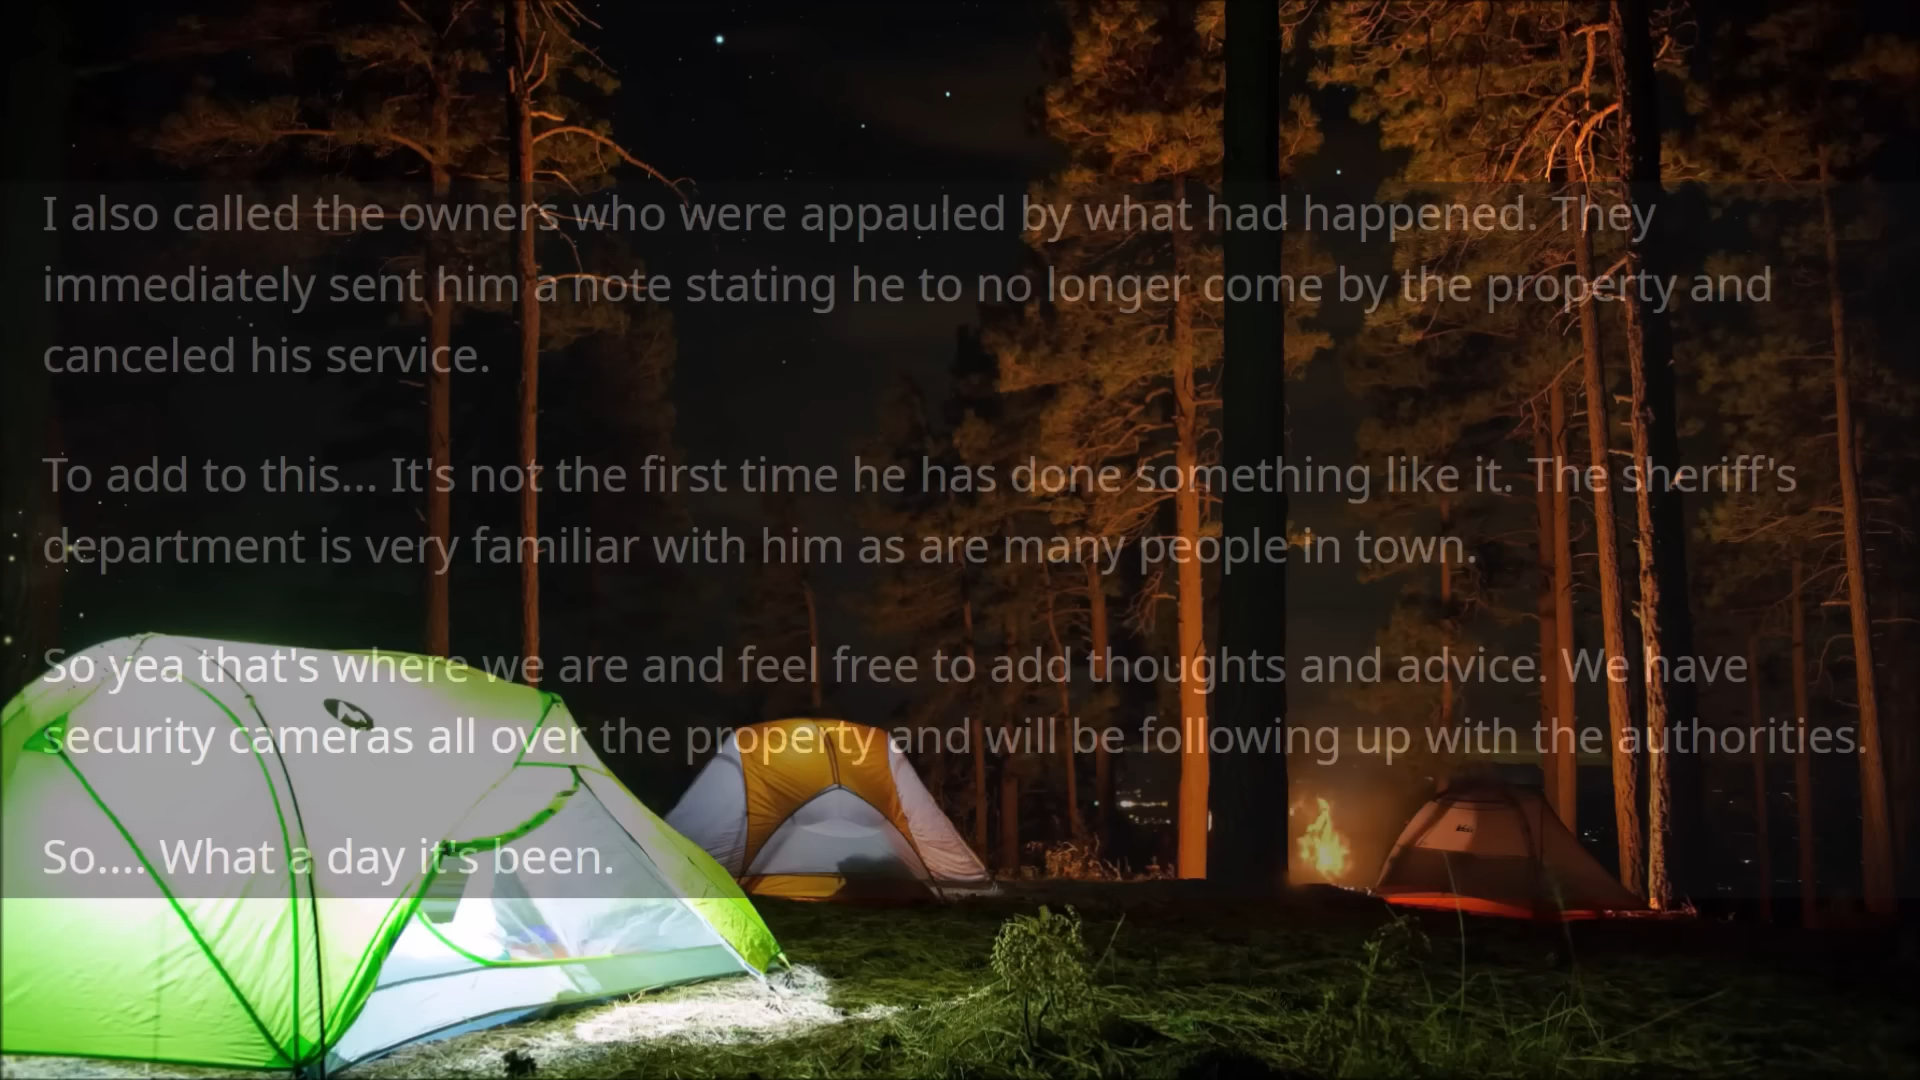 I also called the owners who were appauled by what had happened. They
immediately sent him a note stating he to no longer come by the property and
canceled his service.
To add to this... It's not the first time he has done something like it. The sheriff's
department is very familiar with him as are many people in town.
So yea that's where we are and feel free to add thoughts and advice. We have
security cameras all over the property and will be following up with the authorities.
So.... What a day it's been.